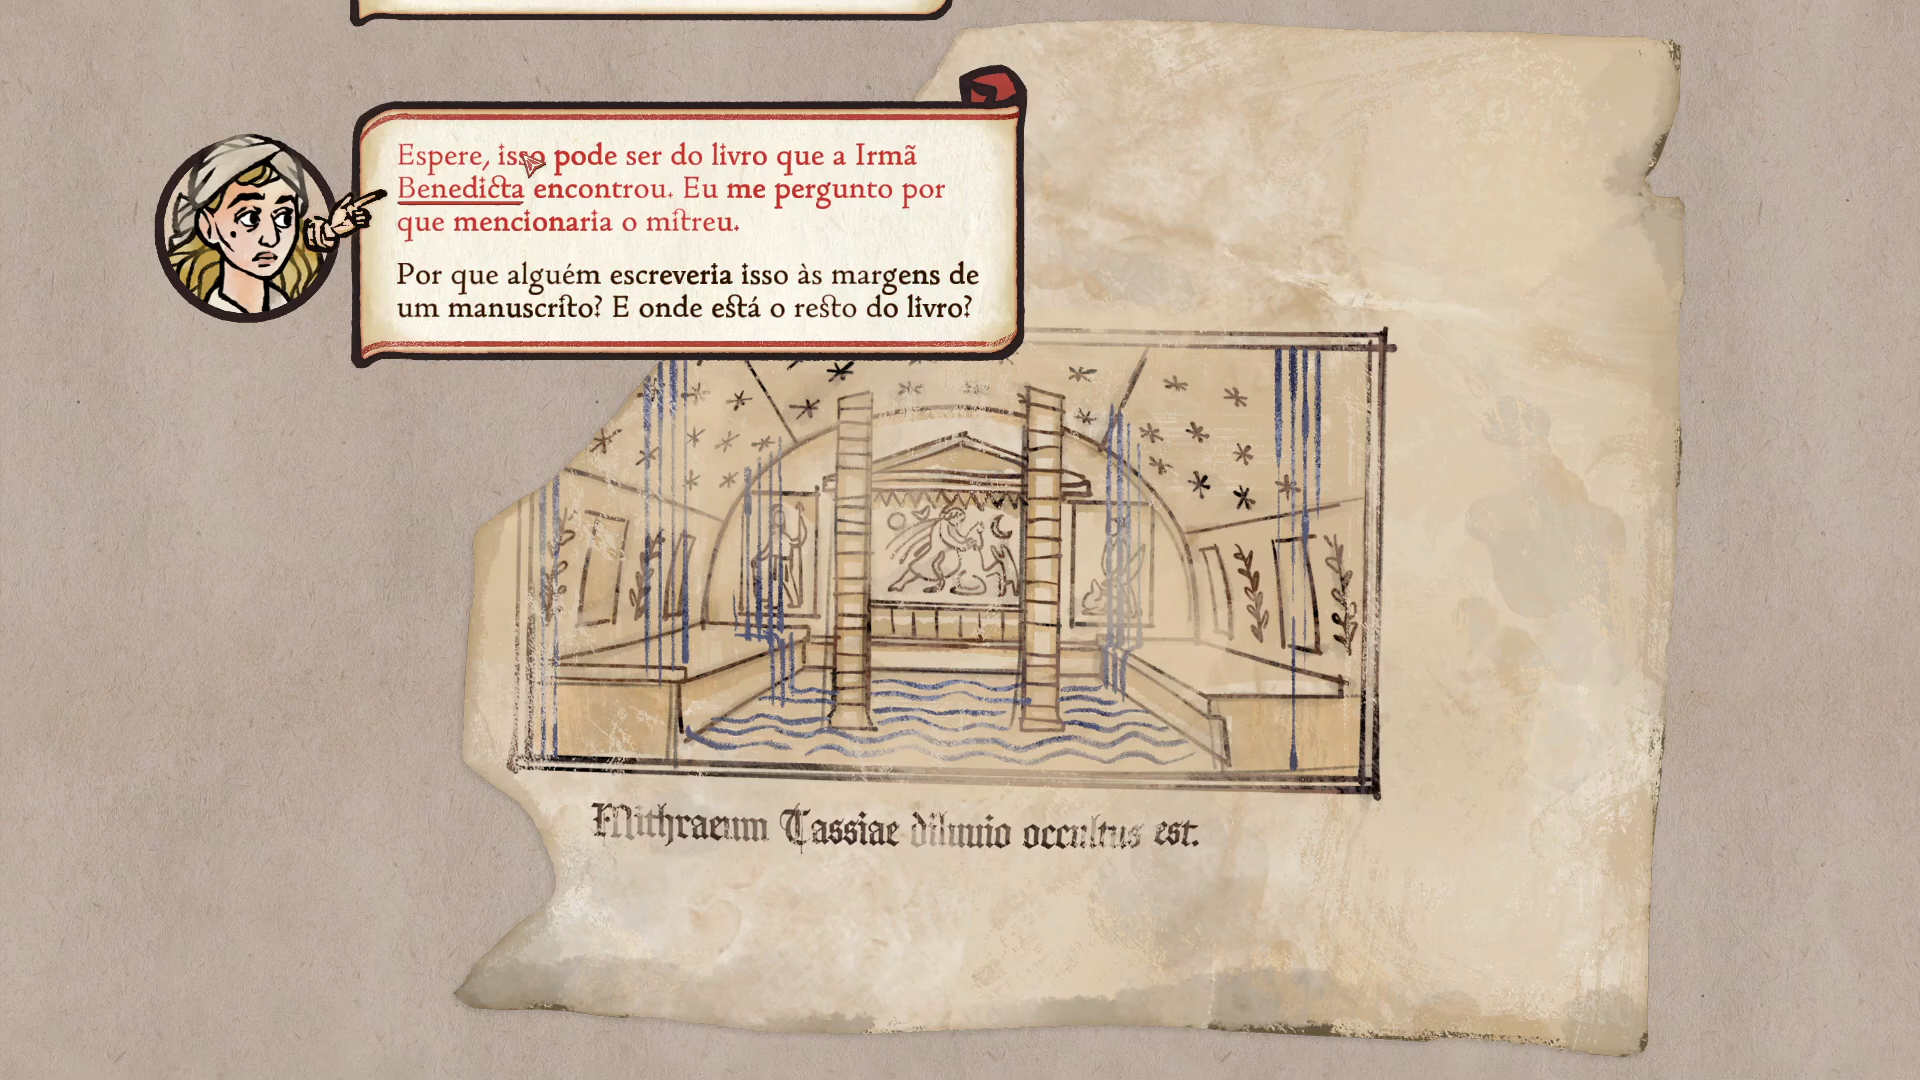 Espere, isso pode ser do livro que a Irmã
Benedicta encontrou. Eu me pergunto por
que mencionaria o mitreu.
Por que alguém escreveria isso às margens de
um manuscrito? E onde está o resto do livro?
Mithraeum Cassiae diluuio occultus est.